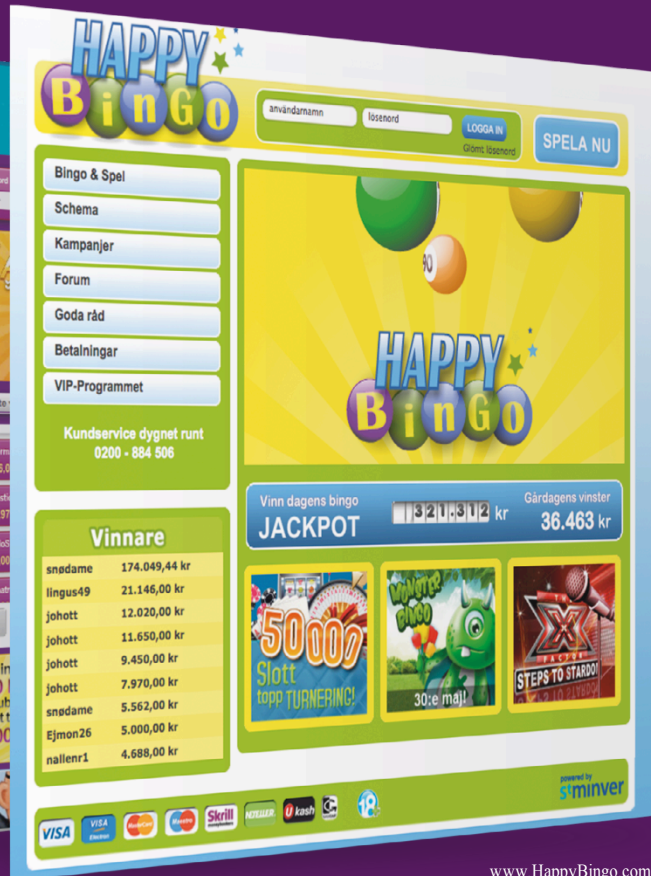 HAPPY
BinGo
användarnamn
lösenord
LOGGA IN
Glömt lösenord
SPELA NU
Bingo & Spel
Schema
Kampanjer
Forum
Goda råd
Betalningar
VIP-Programmet
Kundservice dygnet runt
0200 - 884 506
HAPPY
BinGo
Vinn dagens bingo
JACKPOT
321.312 kr
Gårdagens vinster
36.463 kr
Vinnare
snødame 174.049,44 kr
lingus49 21.146,00 kr
johott 12.020,00 kr
johott 11.650,00 kr
johott 9.450,00 kr
johott 7.970,00 kr
snødame 5.562,00 kr
Ejmon26 5.000,00 kr
nallenr1 4.688,00 kr
50000
Slott
topp TURNERING!
MONSTER
BINGO
30:e maj!
THE
X
FACTOR
STEPS TO STARDOM!
VISA
VISA
Electron
MasterCard
Maestro
Skrill
moneybookers
NETELLER
Ukash
18
powered by
st minver
www.HappyBingo.com